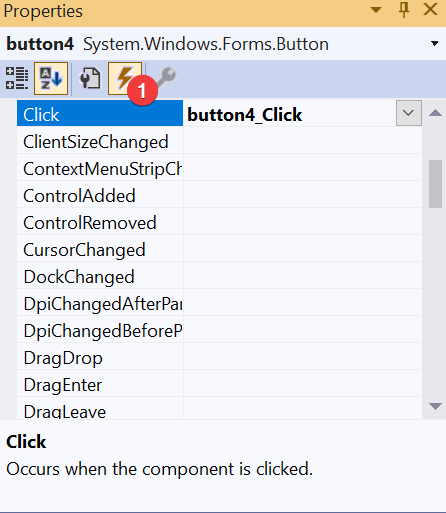 Properties
button4 System.Windows.Forms.Button
1
Click button4_Click
ClientSizeChanged
ContextMenuStripCh
ControlAdded
ControlRemoved
CursorChanged
DockChanged
DpiChangedAfterPar
DpiChangedBeforeP
DragDrop
DragEnter
DragLeave
Click
Occurs when the component is clicked.